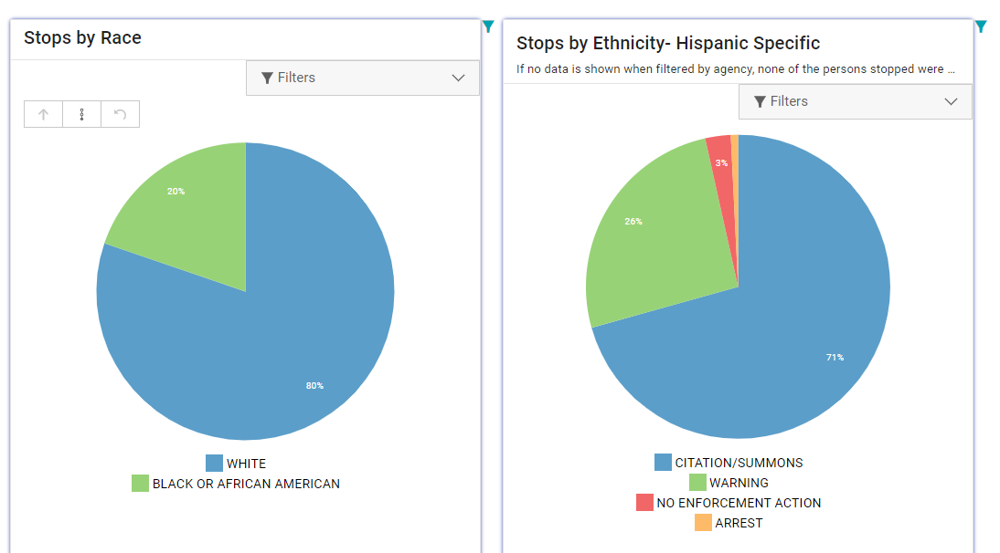 Stops by Race
Filters
20%
80%
WHITE
BLACK OR AFRICAN AMERICAN
Stops by Ethnicity- Hispanic Specific
If no data is shown when filtered by agency, none of the persons stopped were ...
Filters
3%
26%
71%
CITATION/SUMMONS
WARNING
NO ENFORCEMENT ACTION
ARREST